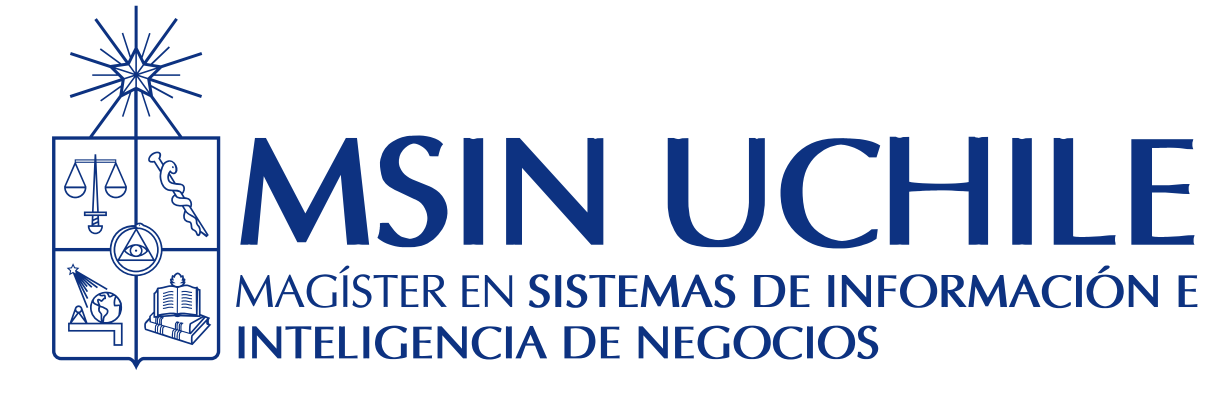 MSIN UCHILE
MAGÍSTER EN SISTEMAS DE INFORMACIÓN E
INTELIGENCIA DE NEGOCIOS